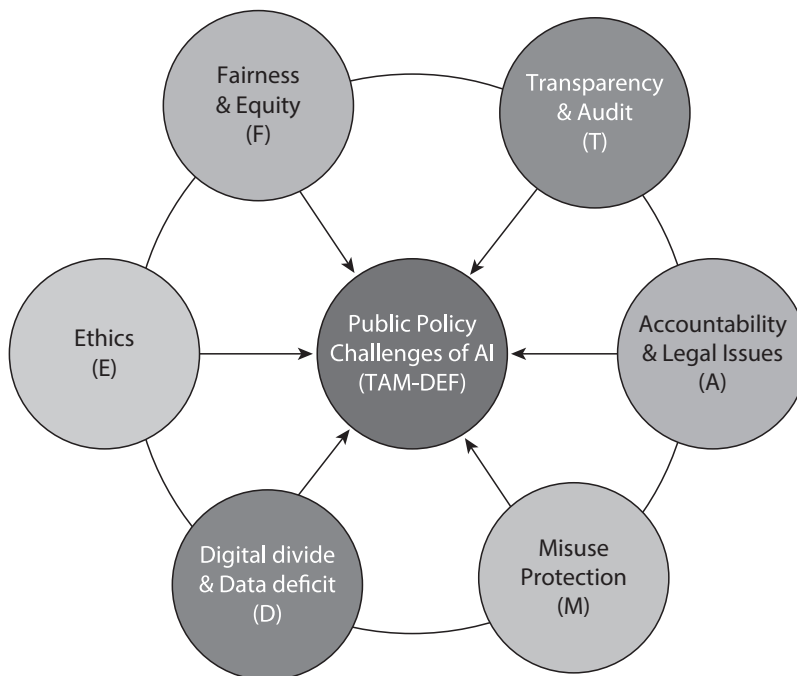 Fairness
& Equity
(F)
Transparency
& Audit
(T)
Ethics
(E)
Public Policy
Challenges of AI
(TAM-DEF)
Accountability
& Legal Issues
(A)
Digital divide
& Data deficit
(D)
Misuse
Protection
(M)